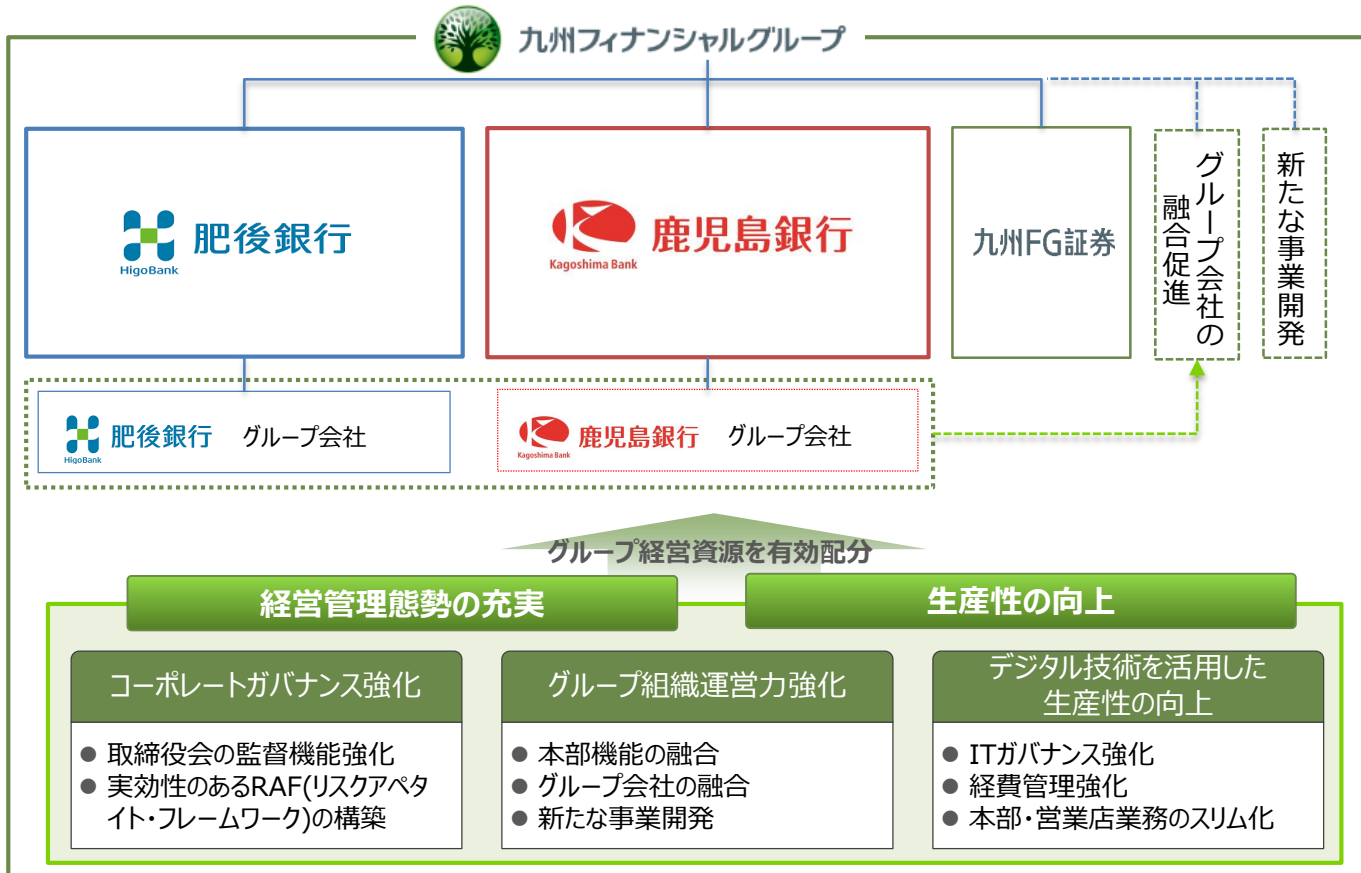 九州フィナンシャルグループ
肥後銀行
HigoBank
鹿児島銀行
Kagoshima Bank
九州FG証券
グループ会社の
融合促進
新たな事業開発
肥後銀行 グループ会社
HigoBank
鹿児島銀行 グループ会社
Kagoshima Bank
グループ経営資源を有効配分
経営管理態勢の充実
生産性の向上
コーポレートガバナンス強化
● 取締役会の監督機能強化
● 実効性のあるRAF(リスクアペタ
イト・フレームワーク)の構築
グループ組織運営力強化
● 本部機能の融合
● グループ会社の融合
● 新たな事業開発
デジタル技術を活用した
生産性の向上
● ITガバナンス強化
● 経費管理強化
● 本部・営業店業務のスリム化